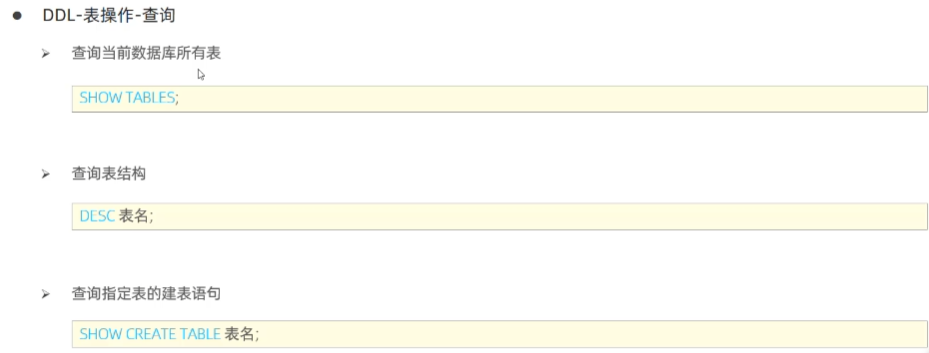 DDL-表操作-查询
查询当前数据库所有表
SHOW TABLES;
查询表结构
DESC 表名;
查询指定表的建表语句
SHOW CREATE TABLE 表名;